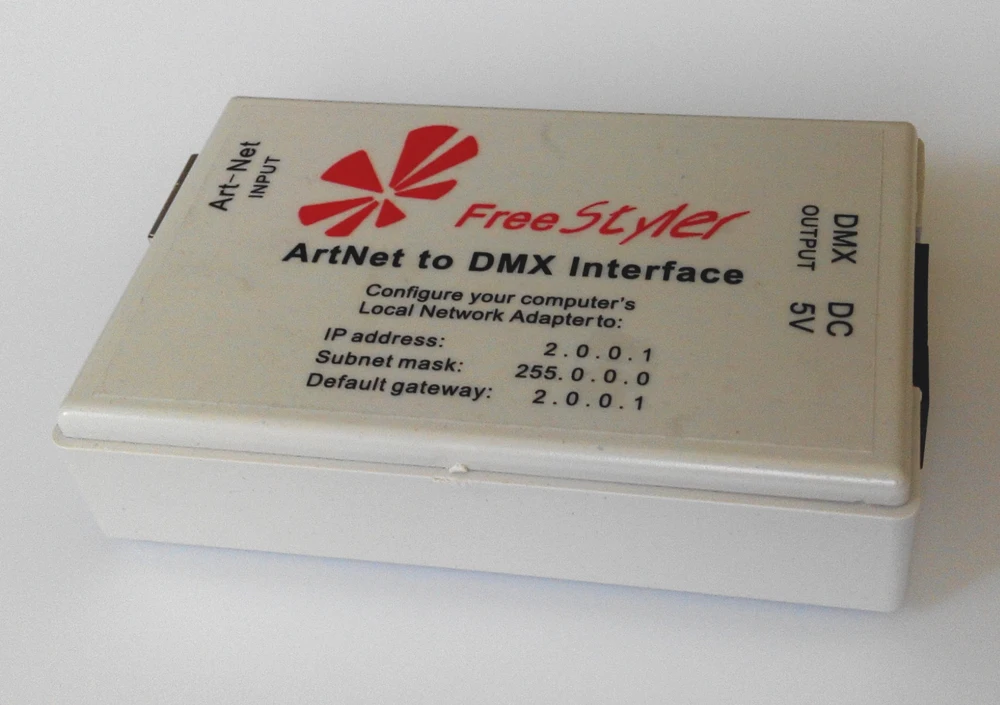 Art-Net
INPUT
FreeStyler
ArtNet to DMX Interface
Configure your computer's
Local Network Adapter to:
IP address: 2.0.0.1
Subnet mask: 255.0.0.0
Default gateway: 2.0.0.1
DMX
OUTPUT
DC
5V